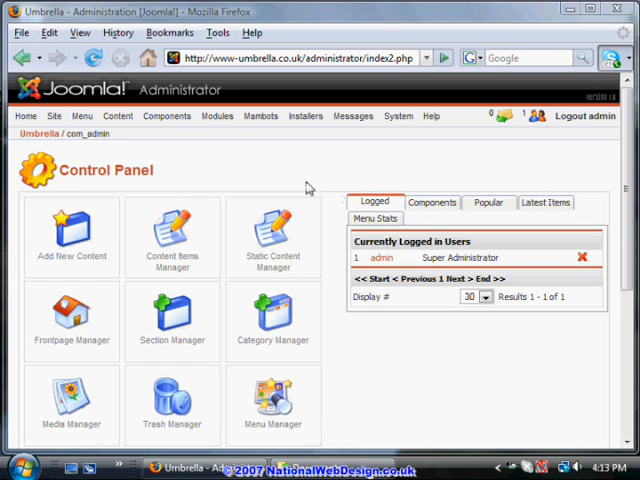 Umbrella - Administration [Joomla!] - Mozilla Firefox
File Edit View History Bookmarks Tools Help
http://www-umbrella.co.uk/administrator/index2.php
Google
Joomla! Administrator
Home Site Menu Content Components Modules Mambots Installers Messages System Help 0 1 Logout admin
Umbrella / com_admin
Control Panel
Logged Components Popular Latest Items
Menu Stats
Currently Logged in Users
1 admin Super Administrator
<< Start < Previous 1 Next > End >>
Display # 30 Results 1 - 1 of 1
Add New Content
Content Items Manager
Static Content Manager
Frontpage Manager
Section Manager
Category Manager
Media Manager
Trash Manager
Menu Manager
Umbrella - Ad
4:13 PM
© 2007 NationalWebDesign.co.uk